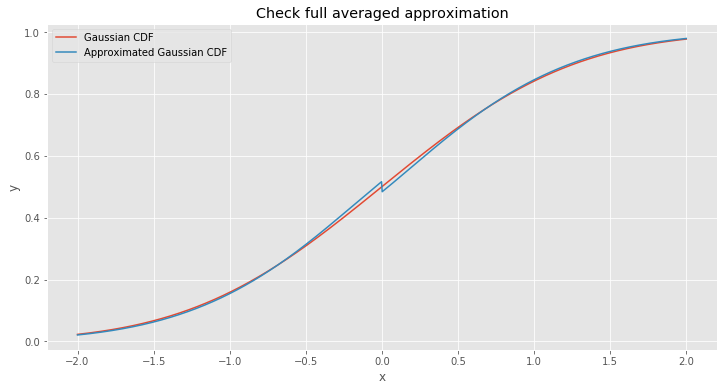 Check full averaged approximation
Gaussian CDF
Approximated Gaussian CDF
1.0
0.8
0.6
0.4
0.2
0.0
y
−2.0 −1.5 −1.0 −0.5 0.0 0.5 1.0 1.5 2.0
x